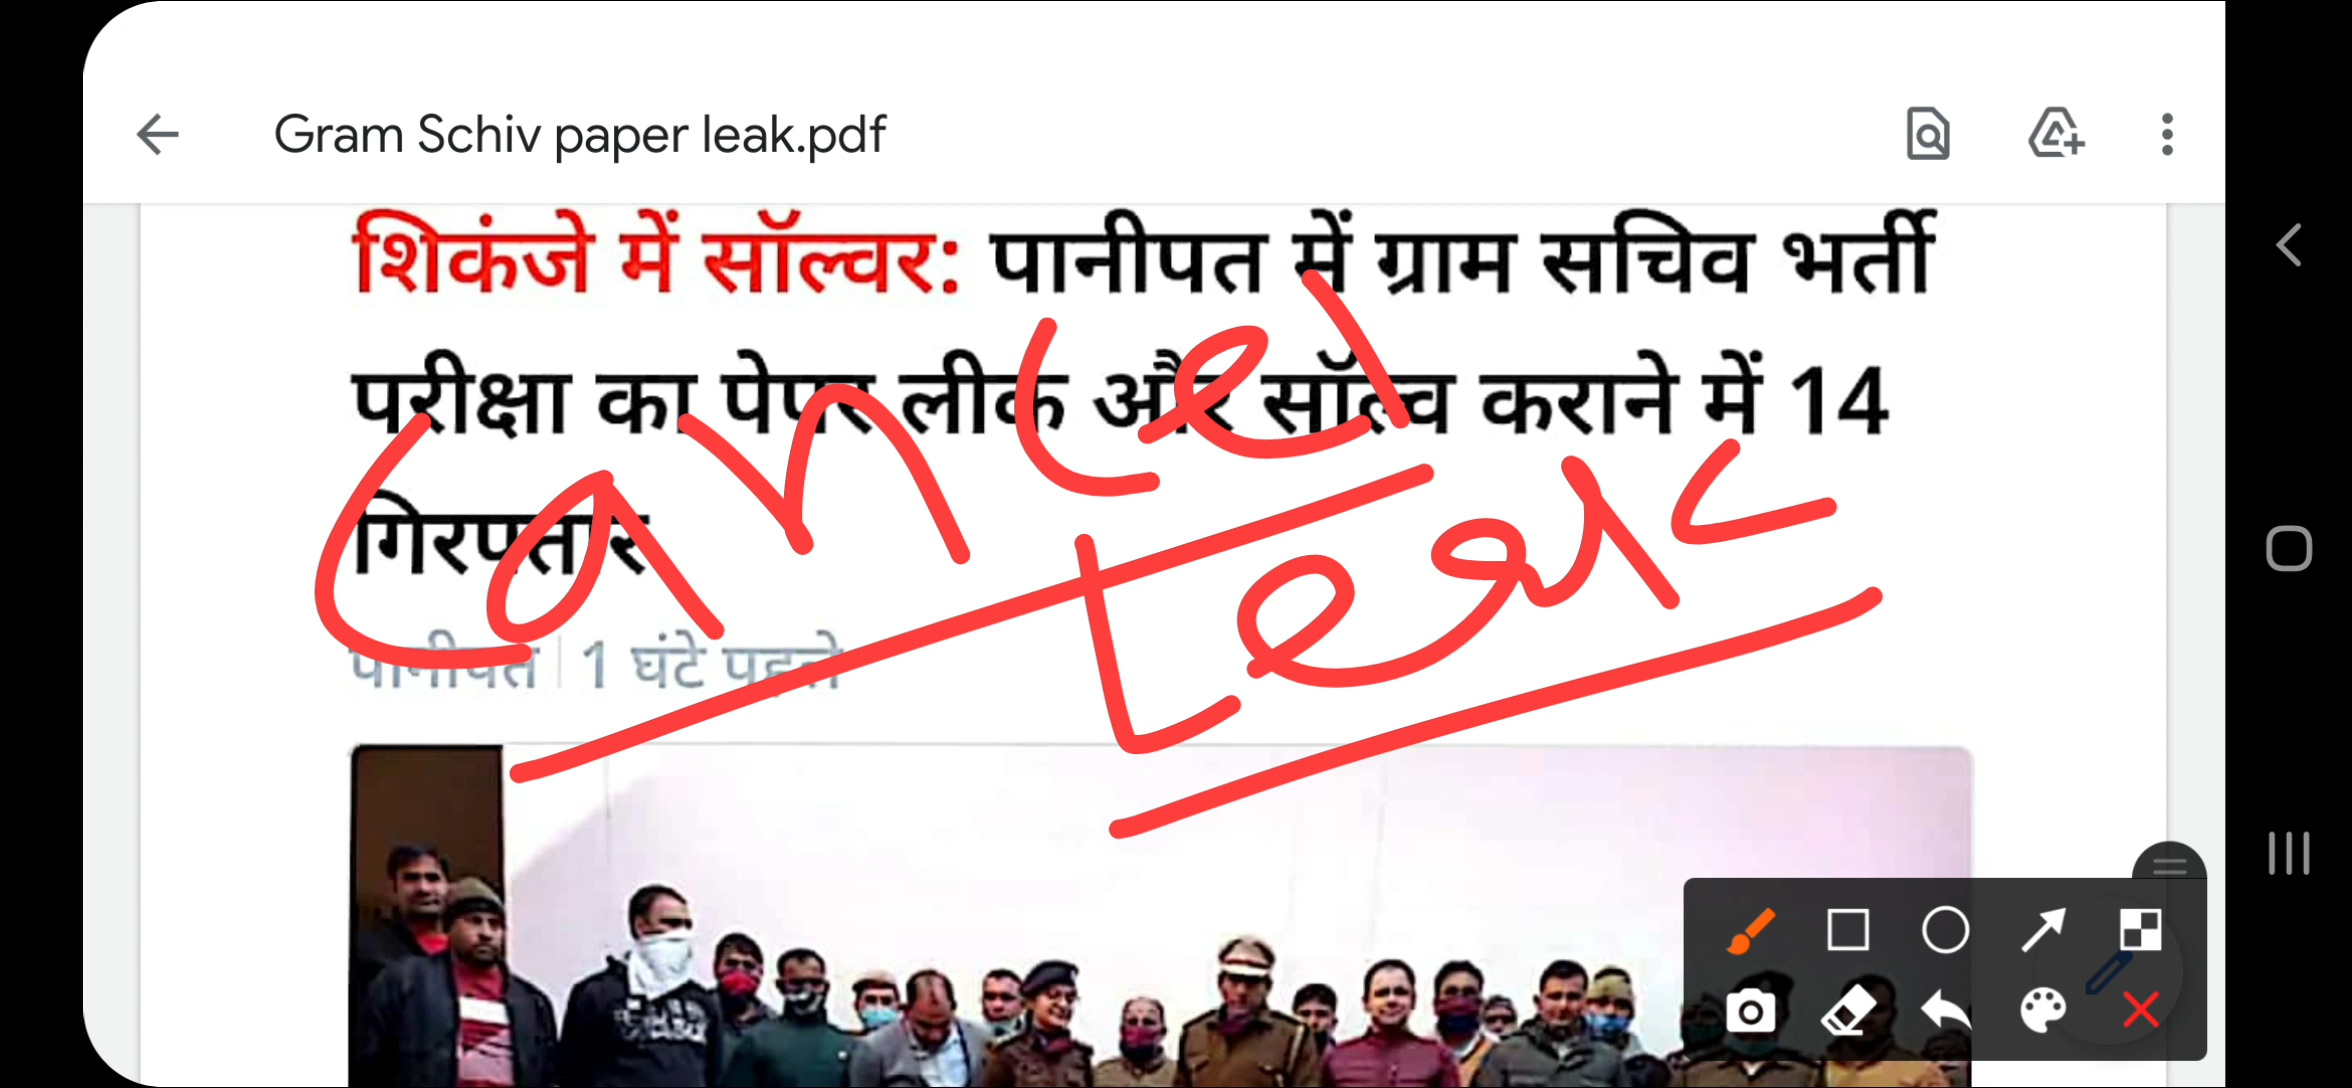 Gram Schiv paper leak.pdf
शिकंजे में सॉल्वर: पानीपत में ग्राम सचिव भर्ती
परीक्षा का पेपर लीक और सॉल्व कराने में 14
गिरफ्तार
पानीपत | 1 घंटे पहले
Cancel
Leak